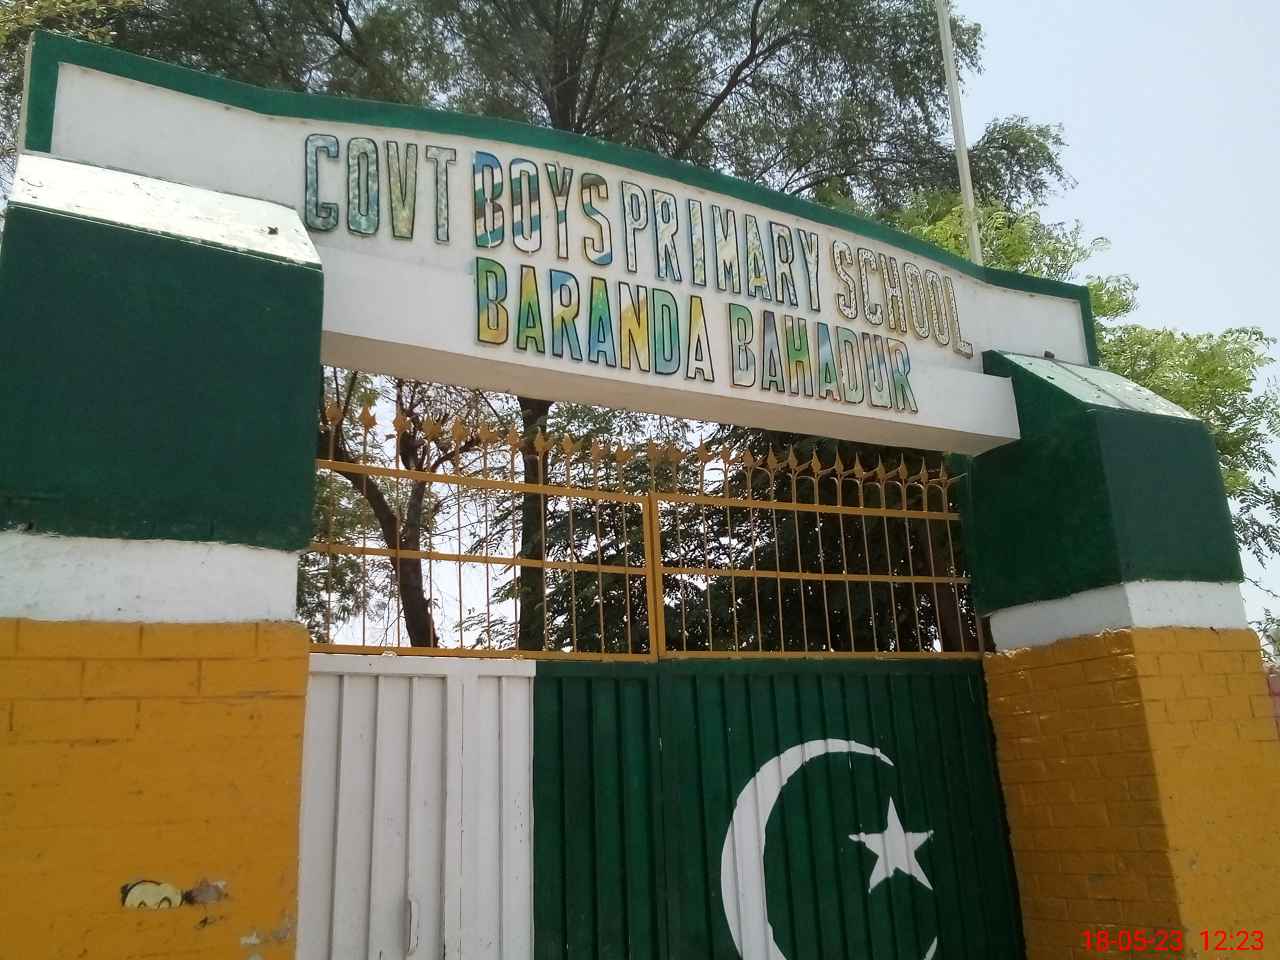 GOVT BOYS PRIMARY SCHOOL
BARANDA BAHADUR
18-05-23 12:23